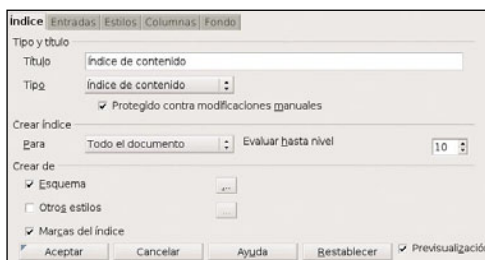 Índice Entradas Estilos Columnas Fondo
Tipo y título
Título Índice de contenido
Tipo Índice de contenido
Protegido contra modificaciones manuales
Crear índice
Para Todo el documento Evaluar hasta nivel 10
Crear de
Esquema ...
Otros estilos ...
Marcas del índice
Aceptar Cancelar Ayuda Restablecer Previsualizació